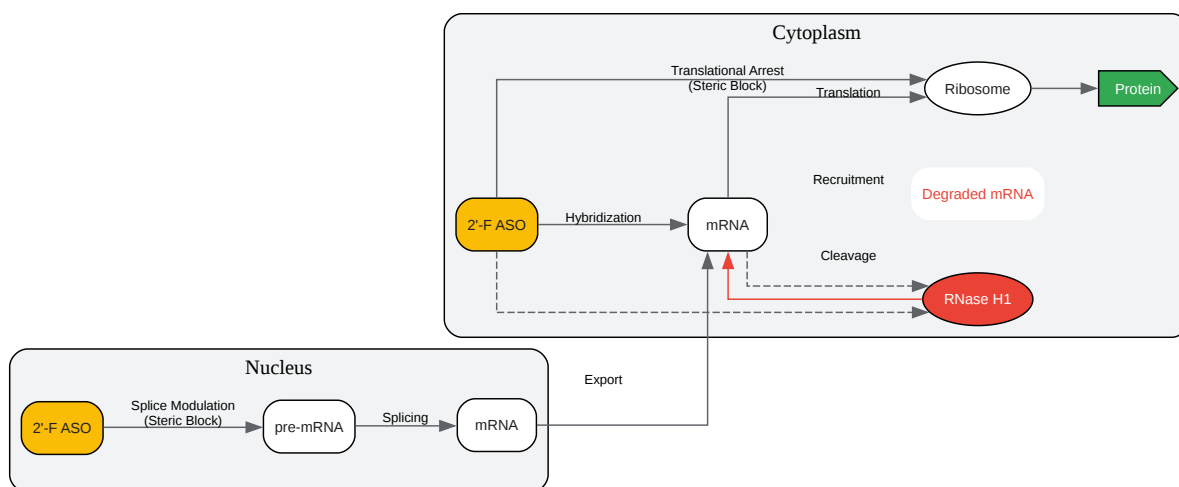 Cytoplasm
Translational Arrest
(Steric Block)
Translation
Ribosome
Protein
Recruitment
Degraded mRNA
2'-F ASO
Hybridization
mRNA
Cleavage
RNase H1
Nucleus
Export
2'-F ASO
Splice Modulation
(Steric Block)
pre-mRNA
Splicing
mRNA